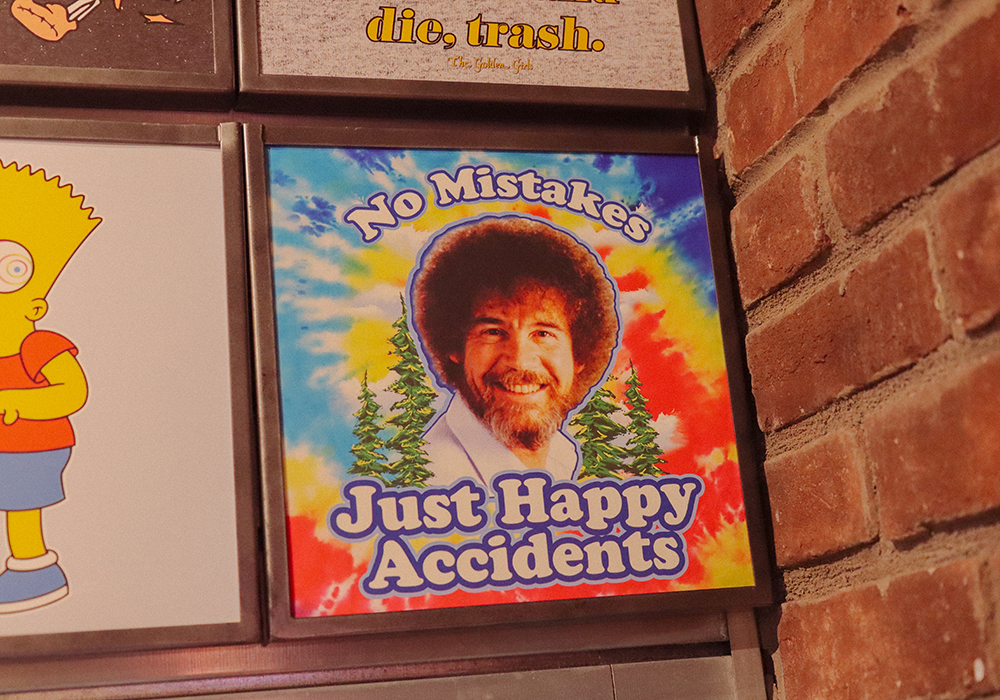 die, trash.
The Golden Girls
No Mistakes
Just Happy
Accidents